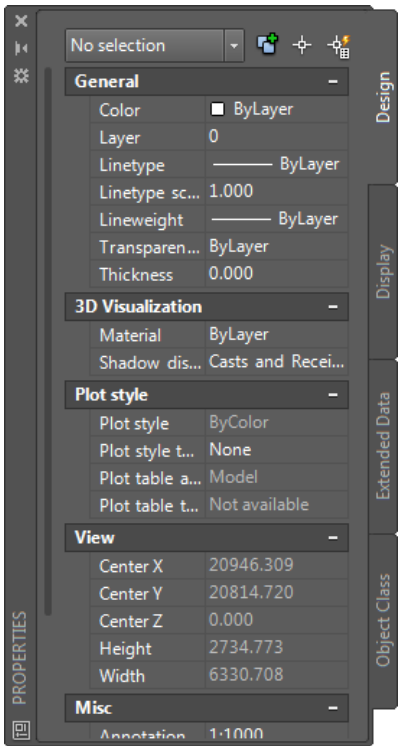 No selection
General
Color ByLayer
Layer 0
Linetype ByLayer
Linetype sc... 1.000
Lineweight ByLayer
Transparen... ByLayer
Thickness 0.000
3D Visualization
Material ByLayer
Shadow dis... Casts and Recei...
Plot style
Plot style ByColor
Plot style t... None
Plot table a... Model
Plot table t... Not available
View
Center X 20946.309
Center Y 20814.720
Center Z 0.000
Height 2734.773
Width 6330.708
Misc
Annotation 1:1000
Design
Display
Extended Data
Object Class
PROPERTIES